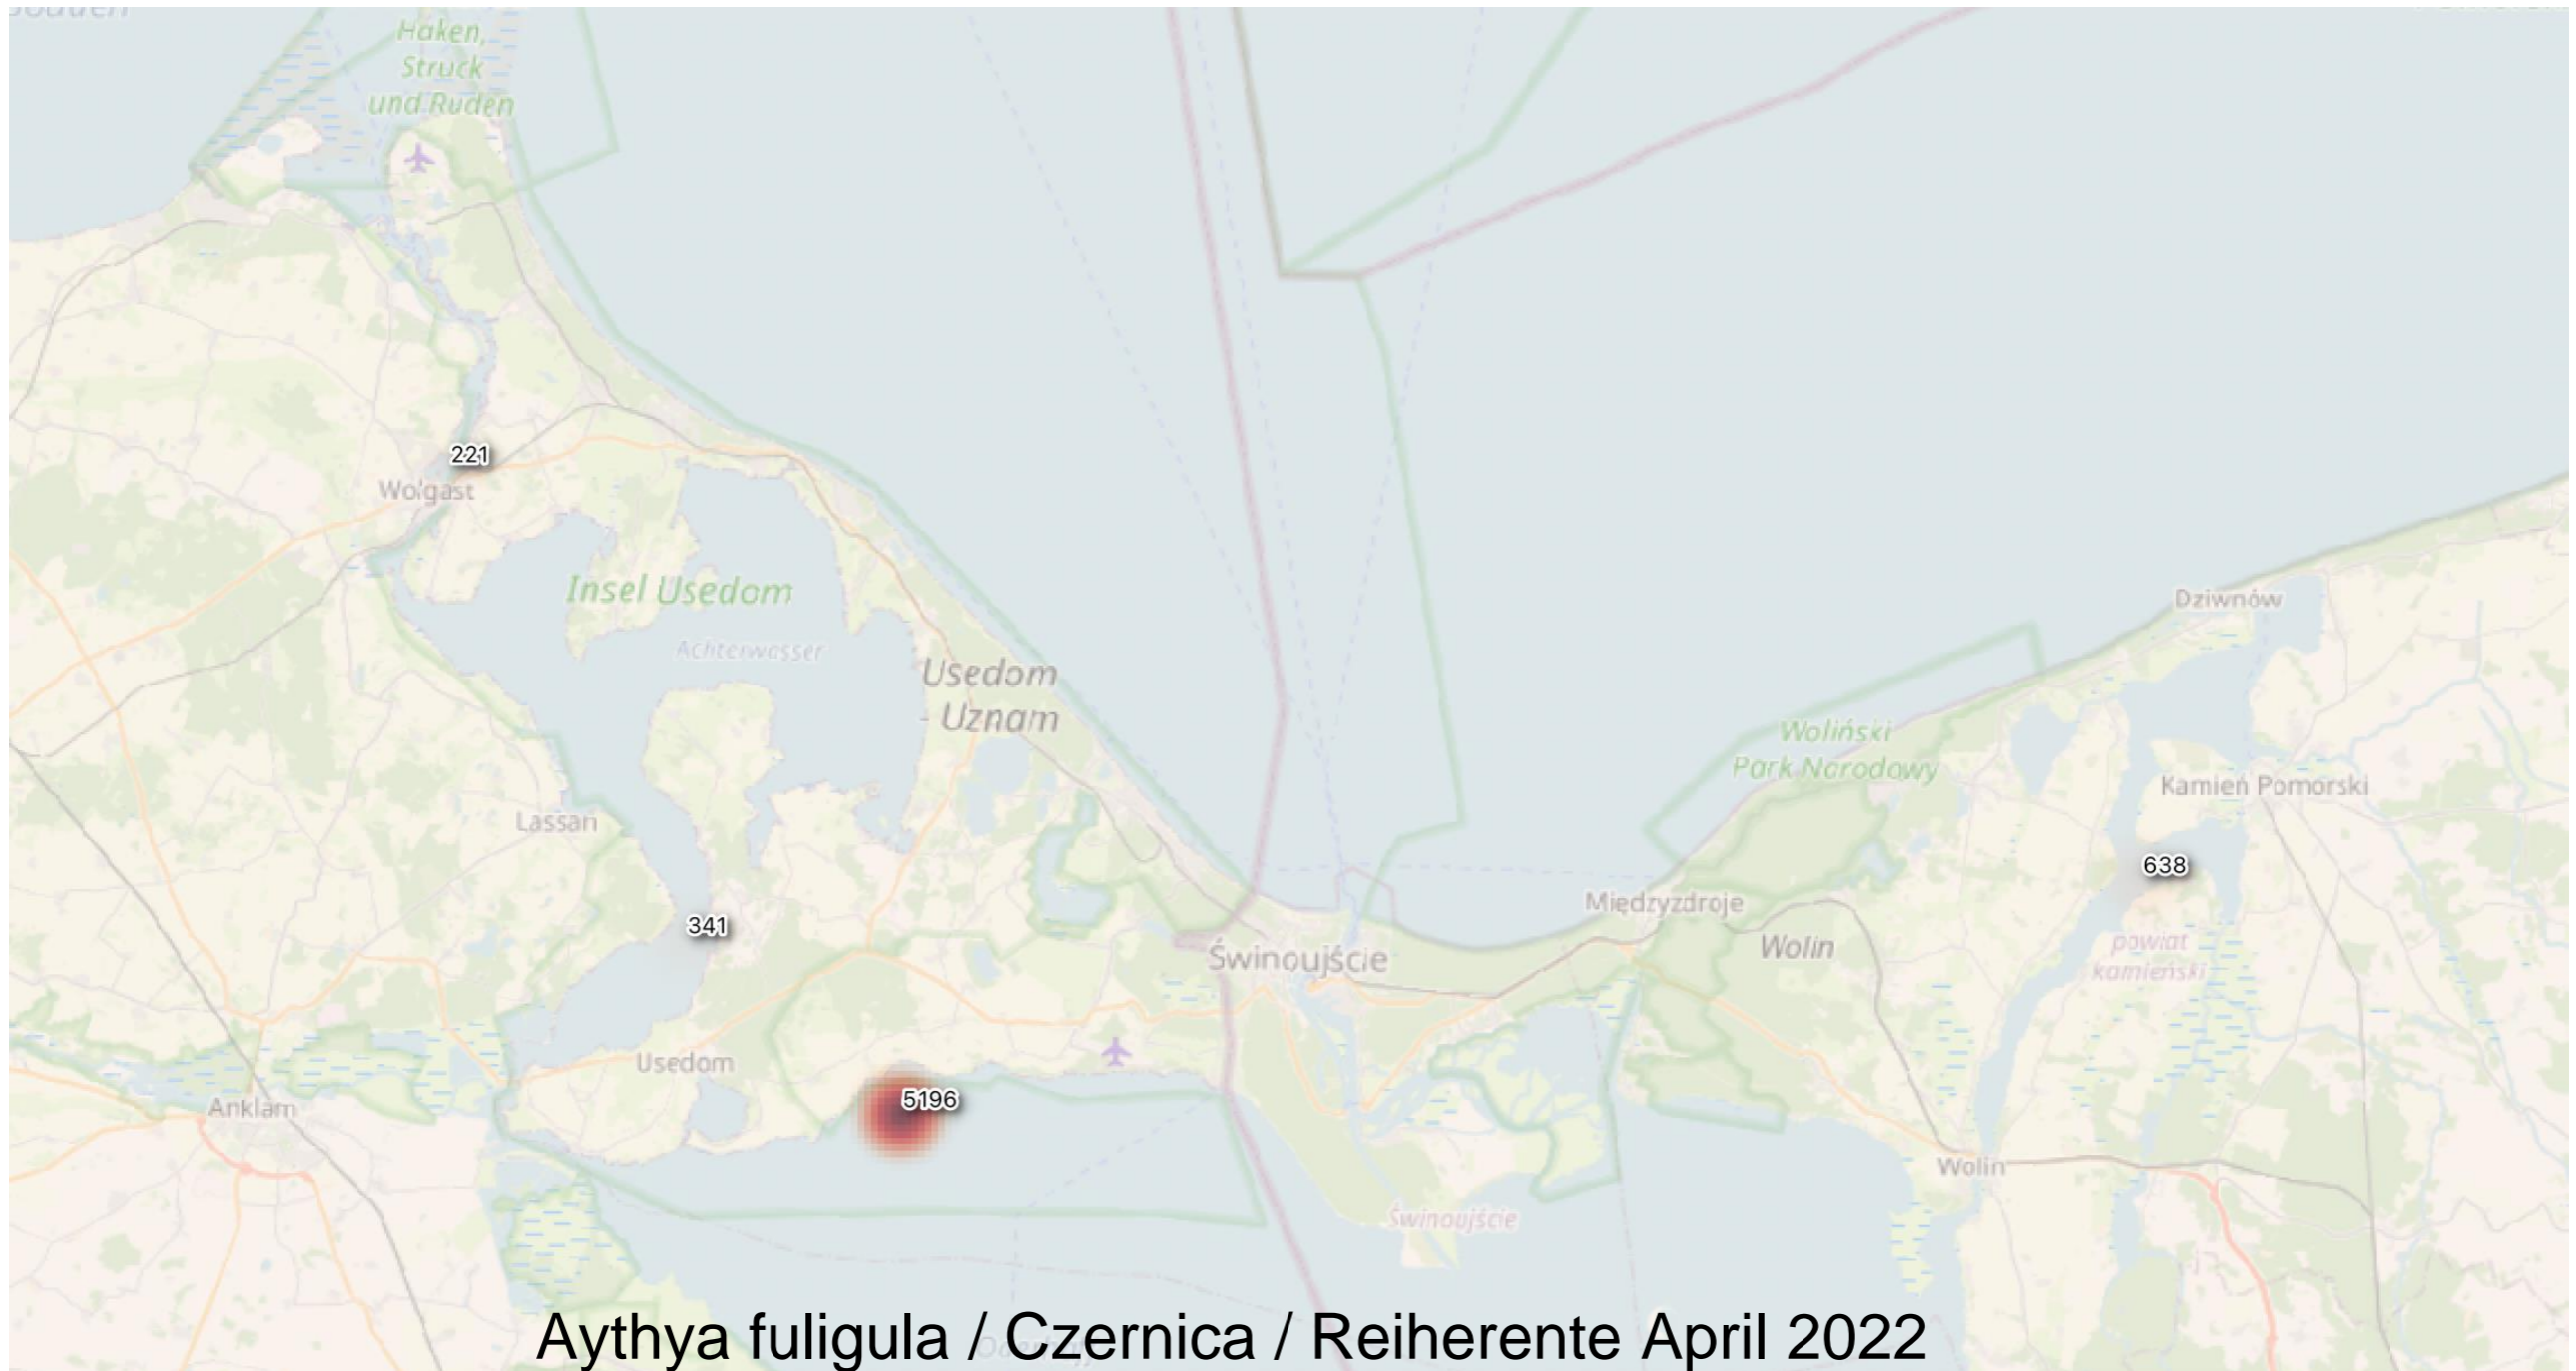 Haken,
Struck
und Ruden
221
Wolgast
Insel Usedom
Achterwasser
Usedom
- Uznam
Dziwnów
Woliński
Park Narodowy
Kamień Pomorski
Lassan
638
341
Międzyzdroje
Świnoujście
Wolin
powiat
kamieński
Usedom
5196
Anklam
Wolin
Świnoujście
Aythya fuligula / Czernica / Reiherente April 2022